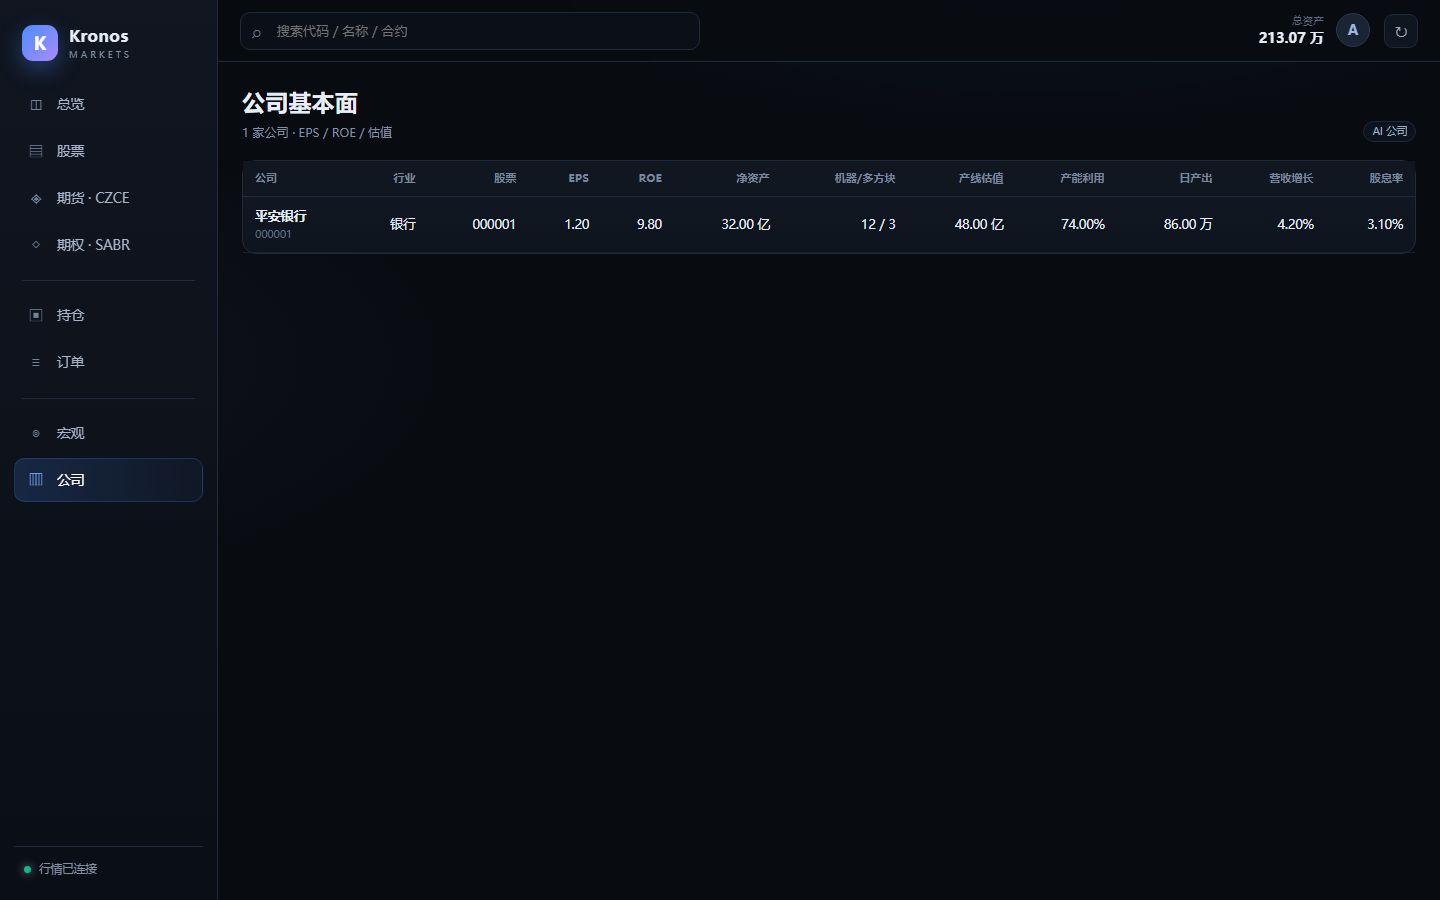 K
Kronos
MARKETS
总览
股票
期货 · CZCE
期权 · SABR
持仓
订单
宏观
公司
行情已连接
搜索代码 / 名称 / 合约
总资产
213.07 万
A
公司基本面
1 家公司 · EPS / ROE / 估值
AI 公司
公司 行业 股票 EPS ROE 净资产 机器/多方块 产线估值 产能利用 日产出 营收增长 股息率
平安银行 银行 000001 1.20 9.80 32.00 亿 12 / 3 48.00 亿 74.00% 86.00 万 4.20% 3.10%
000001